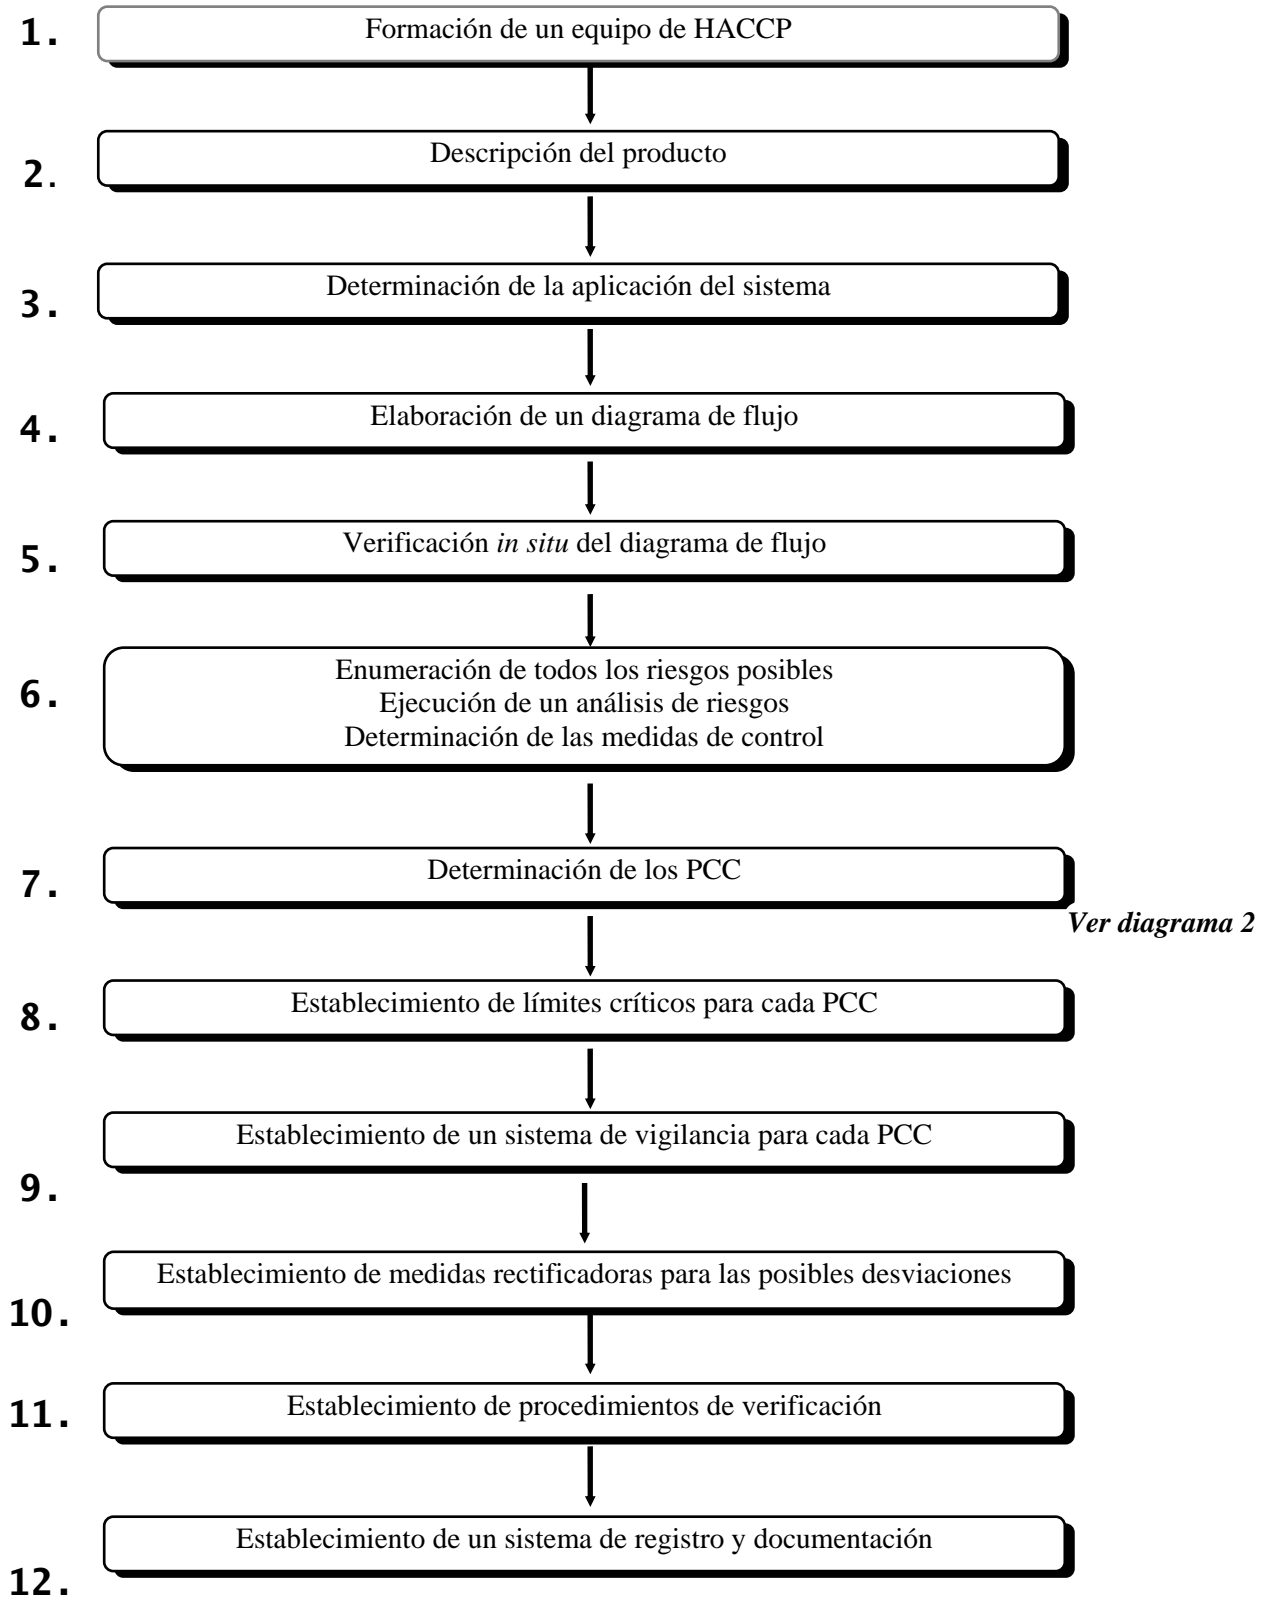 1. Formación de un equipo de HACCP
2. Descripción del producto
3. Determinación de la aplicación del sistema
4. Elaboración de un diagrama de flujo
5. Verificación in situ del diagrama de flujo
Enumeración de todos los riesgos posibles
6. Ejecución de un análisis de riesgos
Determinación de las medidas de control
7. Determinación de los PCC
Ver diagrama 2
8. Establecimiento de límites críticos para cada PCC
9. Establecimiento de un sistema de vigilancia para cada PCC
10. Establecimiento de medidas rectificadoras para las posibles desviaciones
11. Establecimiento de procedimientos de verificación
12. Establecimiento de un sistema de registro y documentación